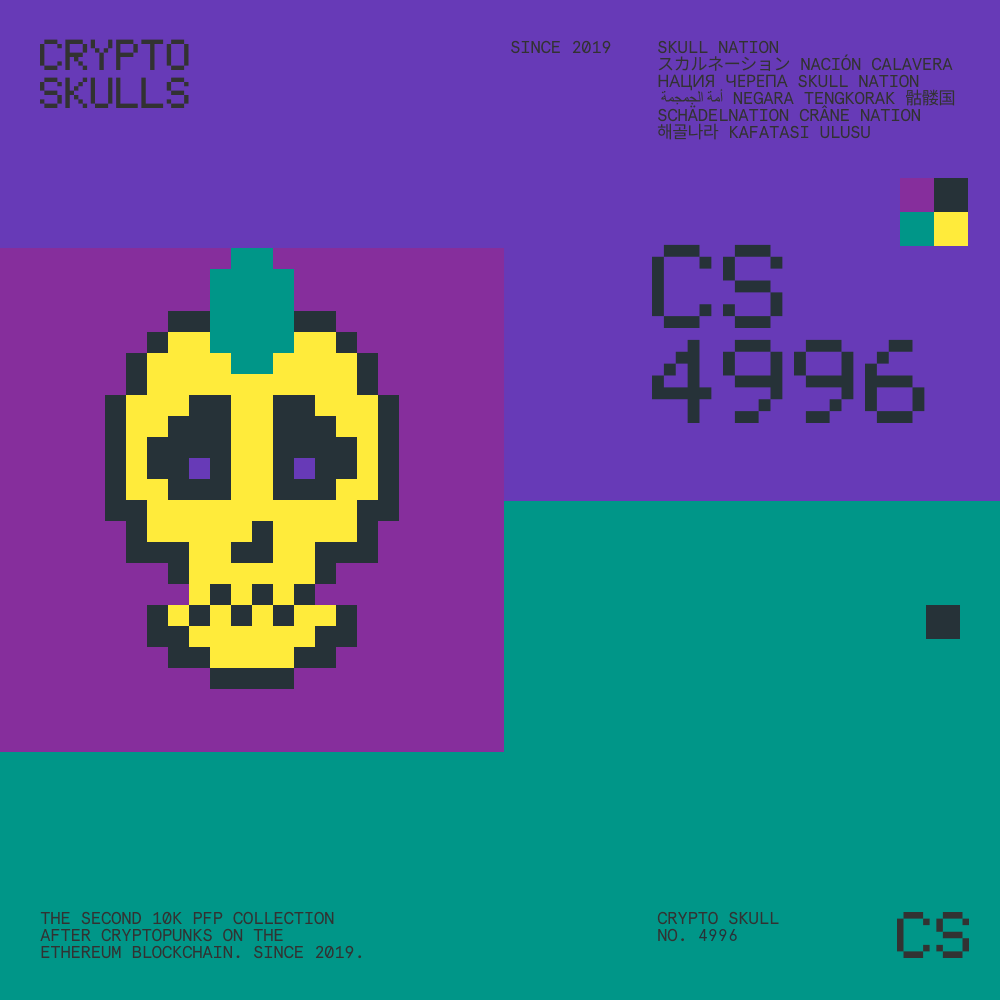 CRYPTO
SKULLS
SINCE 2019
SKULL NATION
スカルネーション NACIÓN CALAVERA
НАЦИЯ ЧЕРЕПА SKULL NATION
أمة الجمجمة NEGARA TENGKORAK 骷髅国
SCHÄDELNATION CRÂNE NATION
해골나라 KAFATASI ULUSU
CS
4996
THE SECOND 10K PFP COLLECTION
AFTER CRYPTOPUNKS ON THE
ETHEREUM BLOCKCHAIN. SINCE 2019.
CRYPTO SKULL
NO. 4996
CS